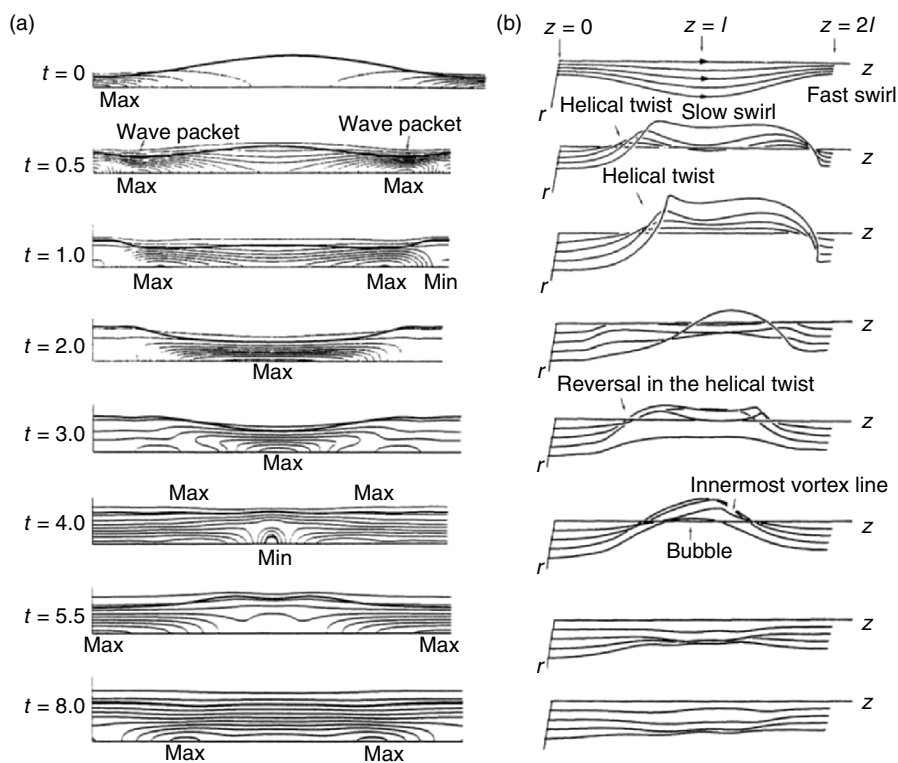 (a)
t = 0
Max
Wave packet
Wave packet
t = 0.5
Max
Max
t = 1.0
Max
Max
Min
t = 2.0
Max
t = 3.0
Max
Max
Max
t = 4.0
Min
t = 5.5
Max
Max
t = 8.0
Max
Max
(b)
z = 0
z = l
z = 2l
z
Fast swirl
r
Helical twist
Slow swirl
z
r
Helical twist
z
r
z
r
Reversal in the helical twist
z
r
Innermost vortex line
z
Bubble
r
z
r
z
r